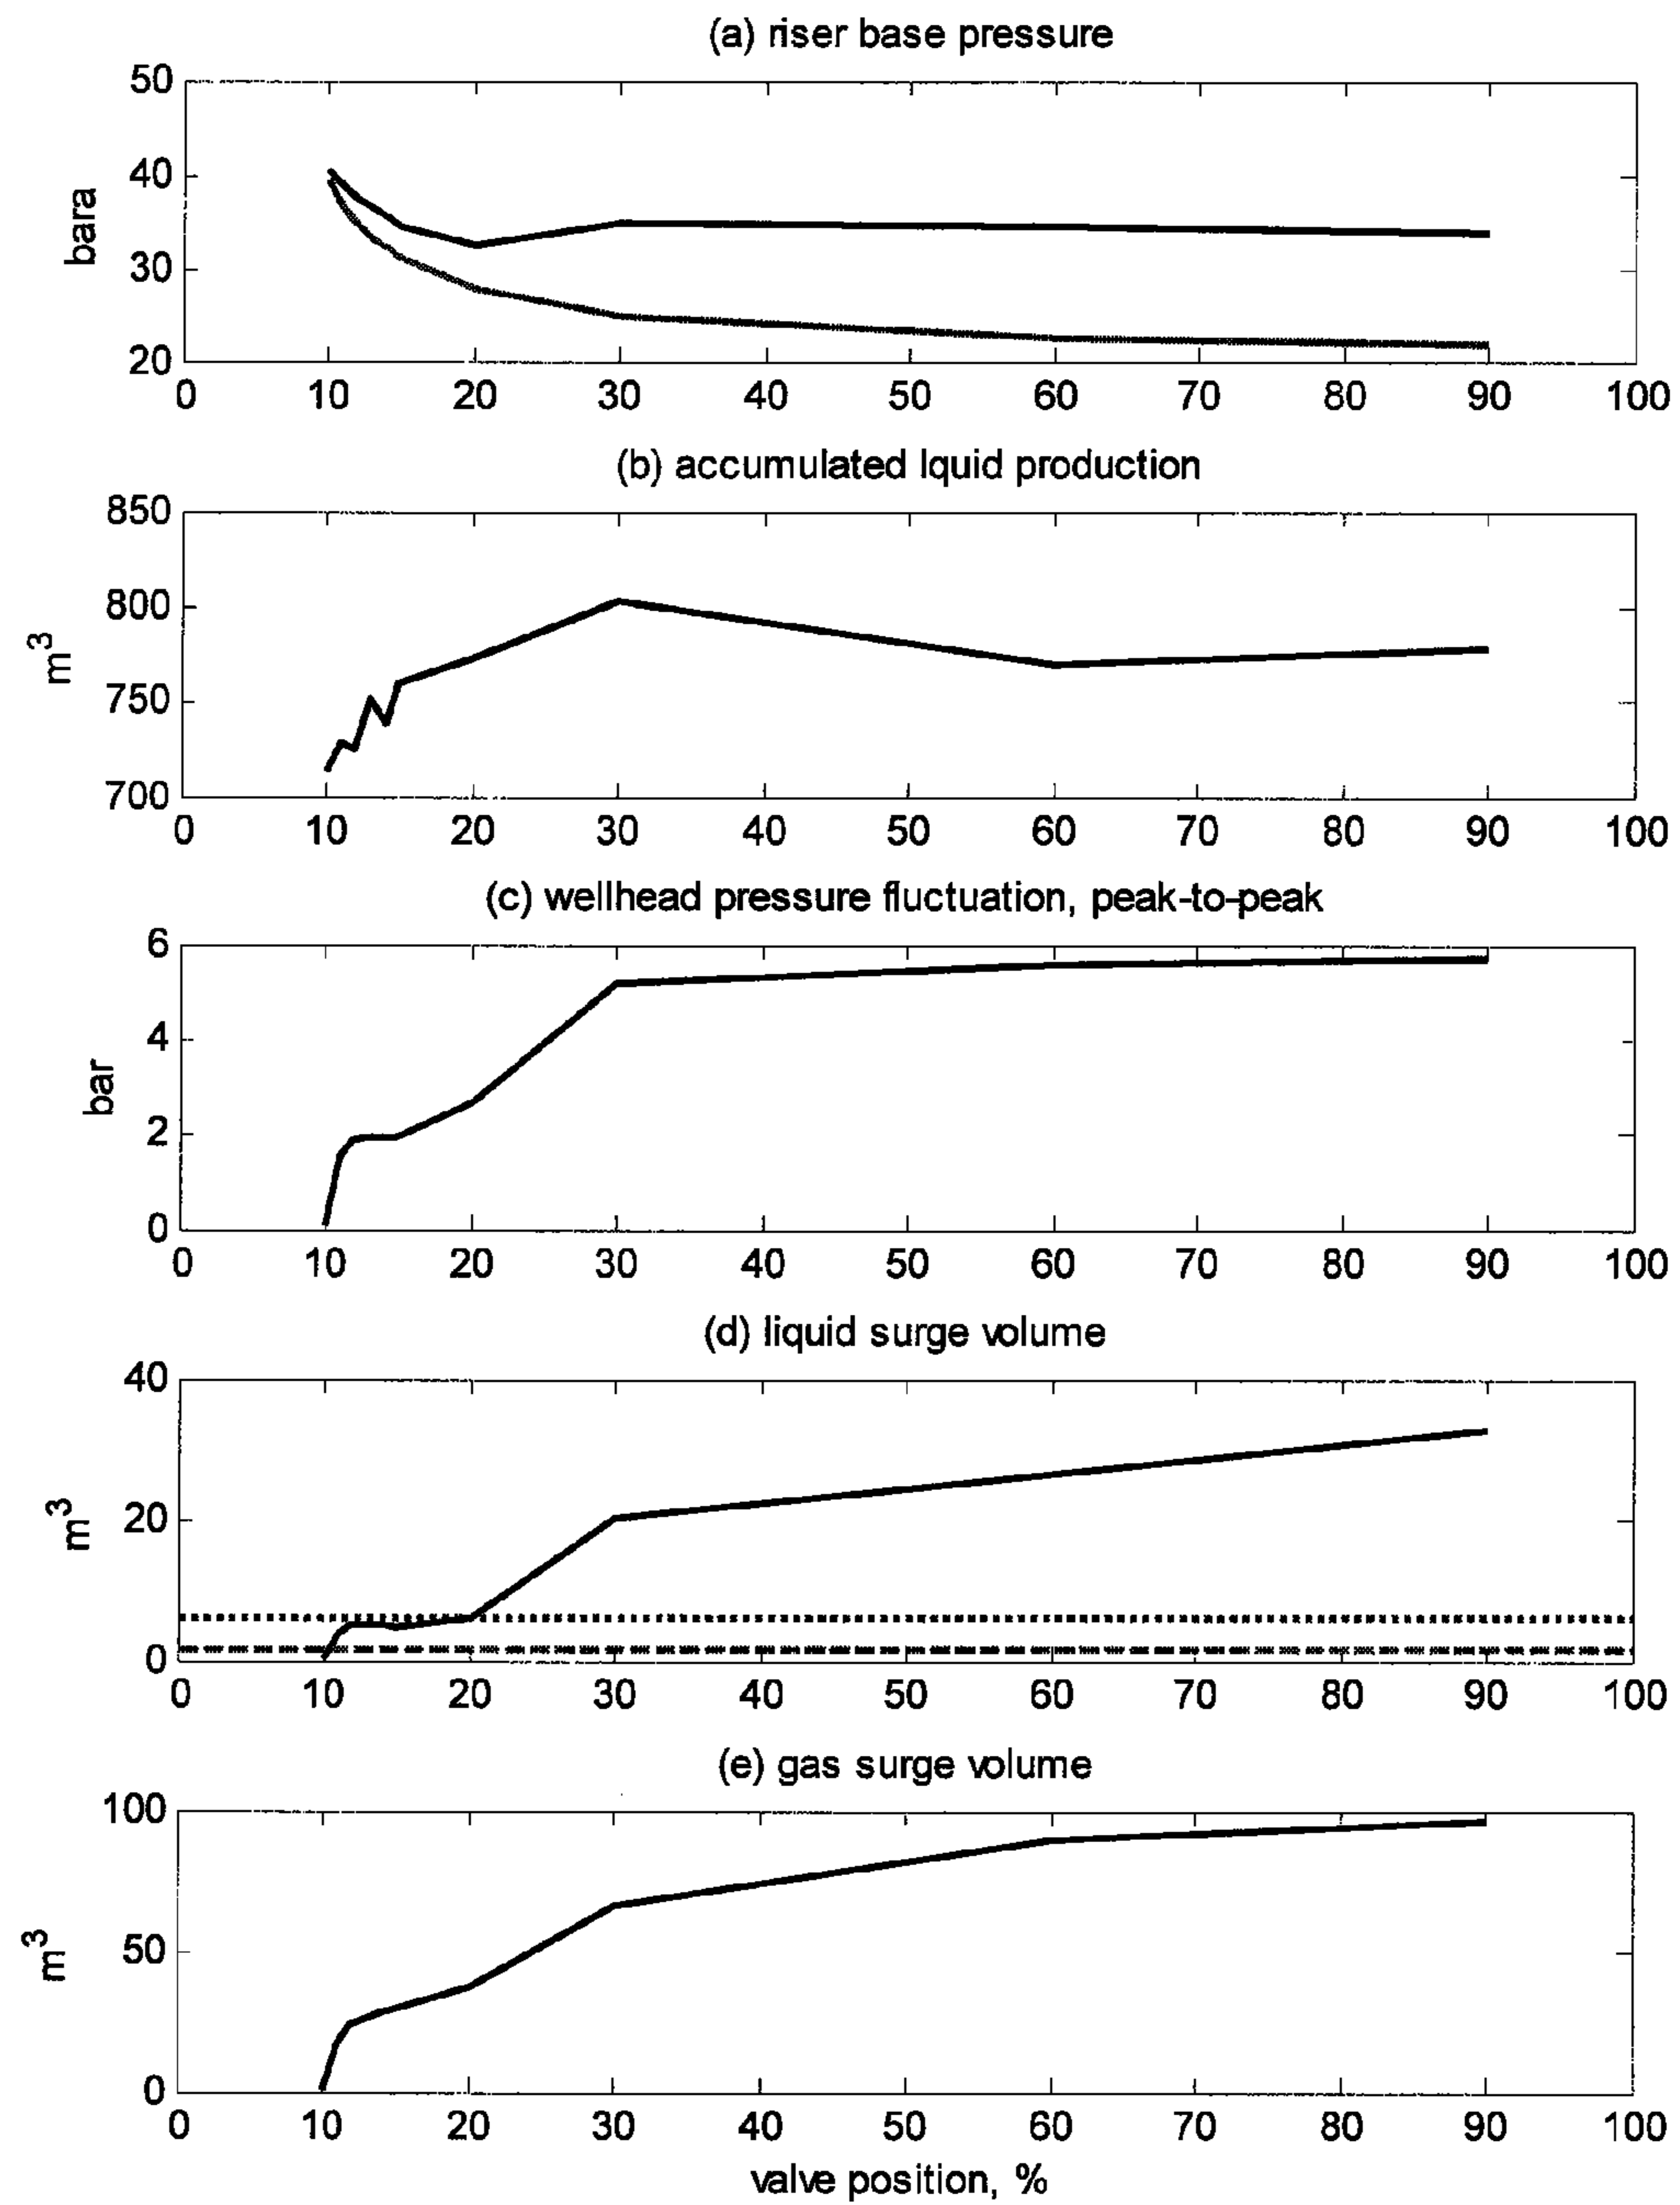 (a) riser base pressure
50
40
30
20
bara
0 10 20 30 40 50 60 70 80 90 100
(b) accumulated lquid production
850
800
750
700
m³
0 10 20 30 40 50 60 70 80 90 100
(c) wellhead pressure fluctuation, peak-to-peak
6
4
2
0
bar
0 10 20 30 40 50 60 70 80 90 100
(d) liquid surge volume
40
20
0
m³
0 10 20 30 40 50 60 70 80 90 100
(e) gas surge volume
100
50
0
m³
0 10 20 30 40 50 60 70 80 90 100
valve position, %